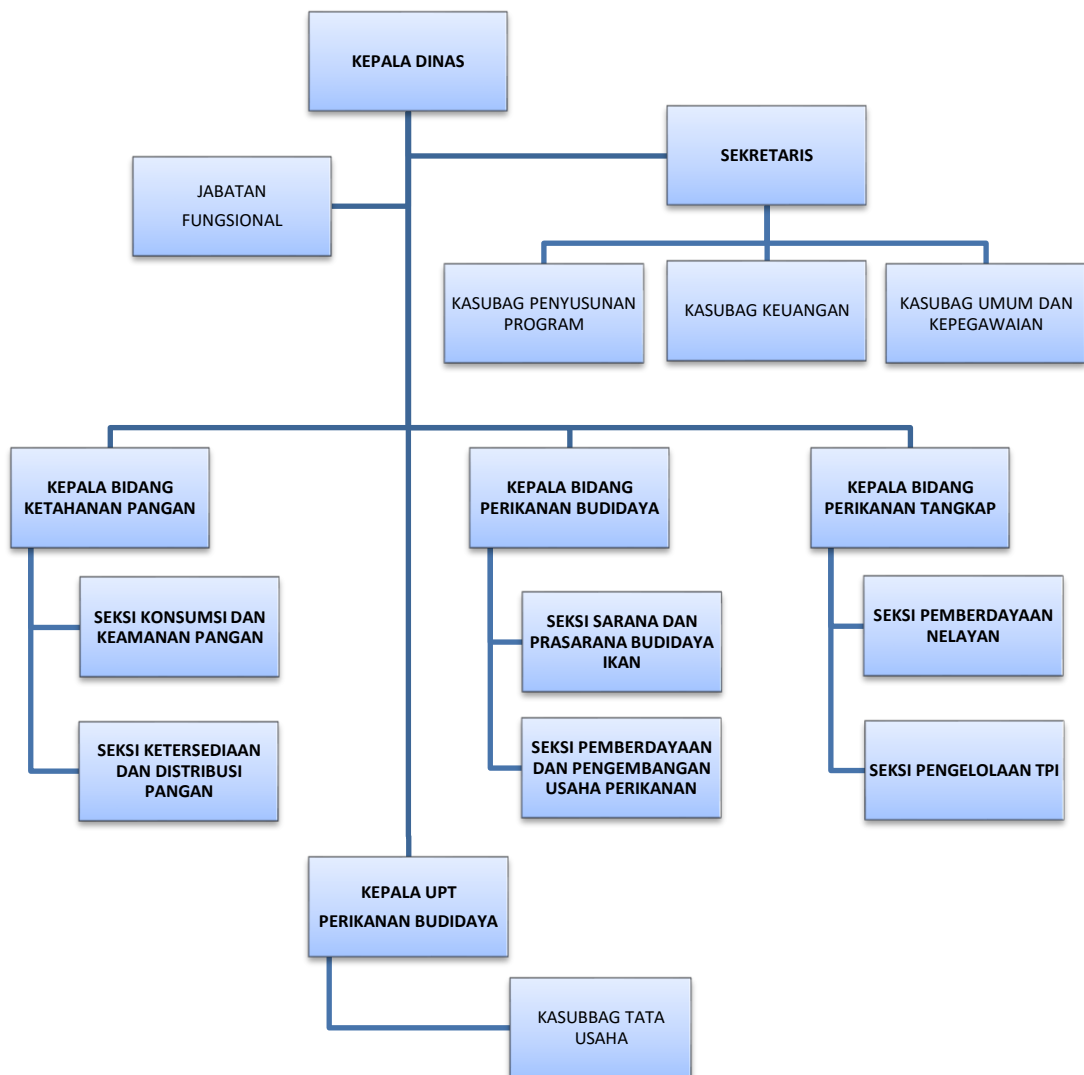 KEPALA DINAS
SEKRETARIS
JABATAN
FUNGSIONAL
KASUBAG PENYUSUNAN
PROGRAM
KASUBAG KEUANGAN
KASUBAG UMUM DAN
KEPEGAWAIAN
KEPALA BIDANG
KETAHANAN PANGAN
KEPALA BIDANG
PERIKANAN BUDIDAYA
KEPALA BIDANG
PERIKANAN TANGKAP
SEKSI KONSUMSI DAN
KEAMANAN PANGAN
SEKSI SARANA DAN
PRASARANA BUDIDAYA
IKAN
SEKSI PEMBERDAYAAN
NELAYAN
SEKSI KETERSEDIAAN
DAN DISTRIBUSI
PANGAN
SEKSI PEMBERDAYAAN
DAN PENGEMBANGAN
USAHA PERIKANAN
SEKSI PENGELOLAAN TPI
KEPALA UPT
PERIKANAN BUDIDAYA
KASUBBAG TATA
USAHA